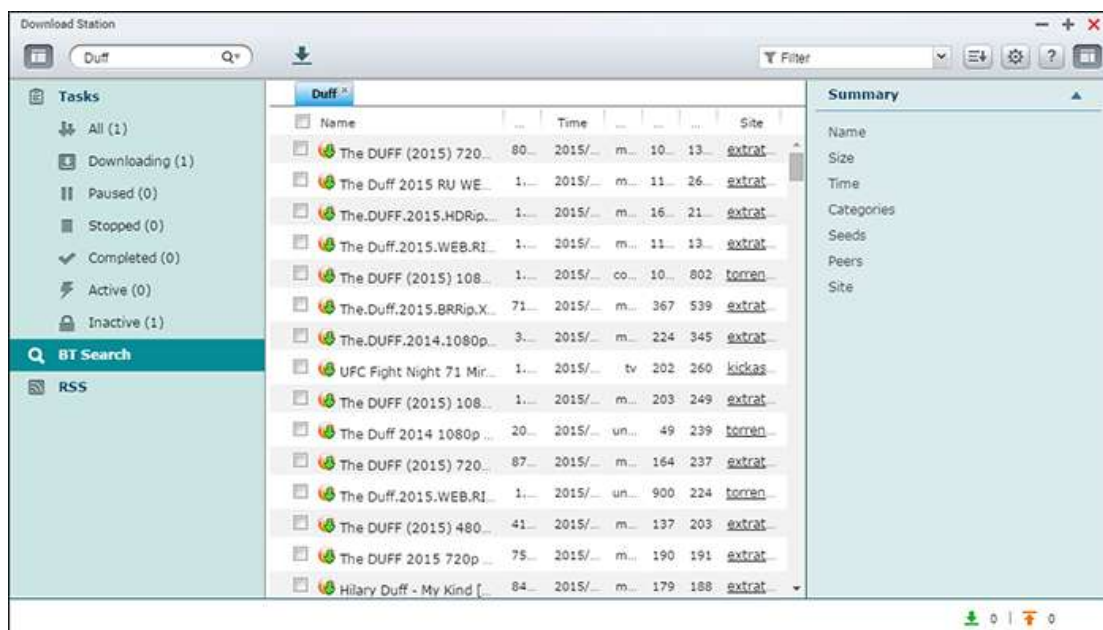 Download Station
Duff
Filter
?
Tasks
All (1)
Downloading (1)
Paused (0)
Stopped (0)
Completed (0)
Active (0)
Inactive (1)
BT Search
RSS
Duff
Name ... Time ... ... ... Site
The DUFF (2015) 720... 80... 2015/... m... 10... 13... extrat...
The Duff 2015 RU WE... 1.... 2015/... m... 11... 26... extrat...
The.DUFF.2015.HDRip.... 1.... 2015/... m... 16... 21... extrat...
The Duff.2015.WEB.RI... 1.... 2015/... m... 11... 13... extrat...
The DUFF (2015) 108... 1.... 2015/... co... 10... 802 torren...
The.Duff.2015.BRRip.X... 71... 2015/... m... 367 539 extrat...
The.DUFF.2014.1080p... 3.... 2015/... m... 224 345 extrat...
UFC Fight Night 71 Mir... 1.... 2015/... tv 202 260 kickas...
The DUFF (2015) 108... 1.... 2015/... m... 203 249 extrat...
The Duff 2014 1080p ... 20... 2015/... un... 49 239 torren...
The DUFF (2015) 720... 87... 2015/... m... 164 237 extrat...
The Duff.2015.WEB.RI... 1.... 2015/... un... 900 224 torren...
The DUFF (2015) 480... 41... 2015/... m... 137 203 extrat...
The DUFF 2015 720p ... 75... 2015/... m... 190 191 extrat...
Hilary Duff - My Kind [... 84... 2015/... m... 179 188 extrat...
Summary
Name
Size
Time
Categories
Seeds
Peers
Site
0 | 0